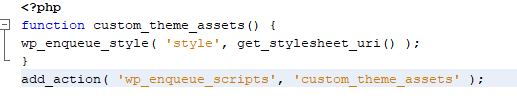 <?php
function custom_theme_assets() {
wp_enqueue_style( 'style', get_stylesheet_uri() );
}
add_action( 'wp_enqueue_scripts', 'custom_theme_assets' );